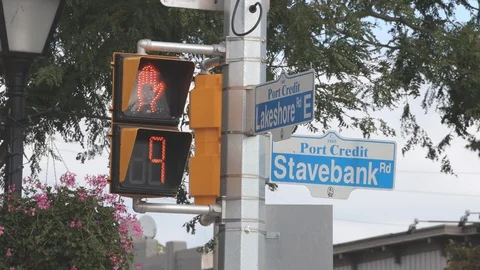 9
Port Credit
Lakeshore Rd E
Port Credit
Stavebank Rd